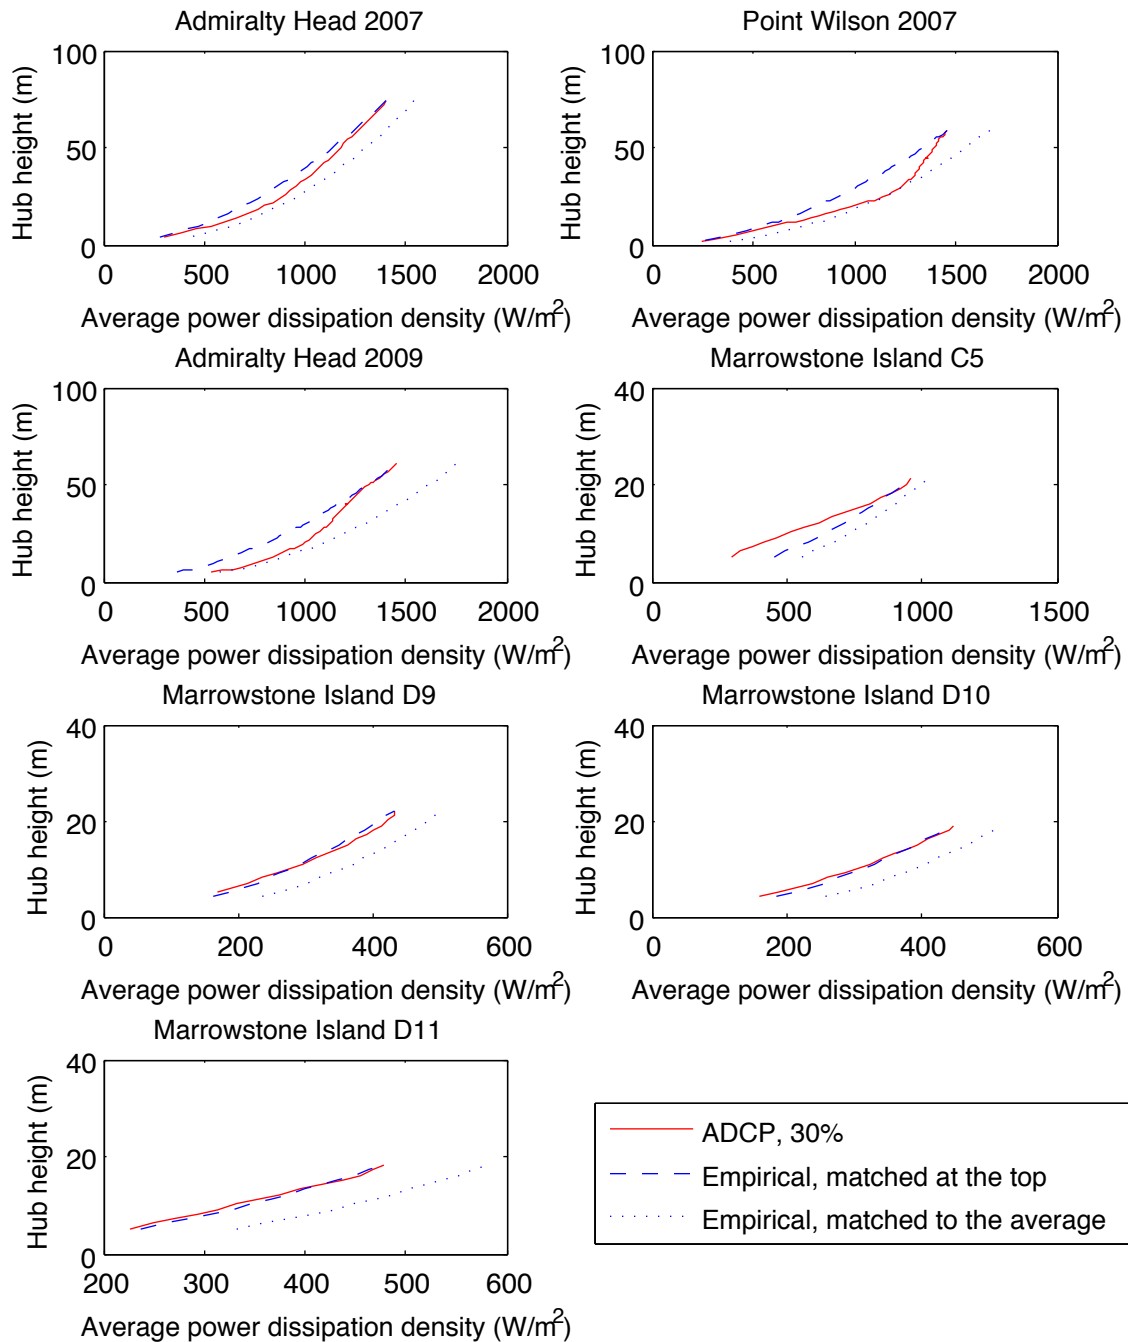 Admiralty Head 2007
Hub height (m)
100
50
0
0 500 1000 1500 2000
Average power dissipation density (W/m²)
Point Wilson 2007
Hub height (m)
100
50
0
0 500 1000 1500 2000
Average power dissipation density (W/m²)
Admiralty Head 2009
Hub height (m)
100
50
0
0 500 1000 1500 2000
Average power dissipation density (W/m²)
Marrowstone Island C5
Hub height (m)
40
20
0
0 500 1000 1500
Average power dissipation density (W/m²)
Marrowstone Island D9
Hub height (m)
40
20
0
0 200 400 600
Average power dissipation density (W/m²)
Marrowstone Island D10
Hub height (m)
40
20
0
0 200 400 600
Average power dissipation density (W/m²)
Marrowstone Island D11
Hub height (m)
40
20
0
200 300 400 500 600
Average power dissipation density (W/m²)
ADCP, 30%
Empirical, matched at the top
Empirical, matched to the average